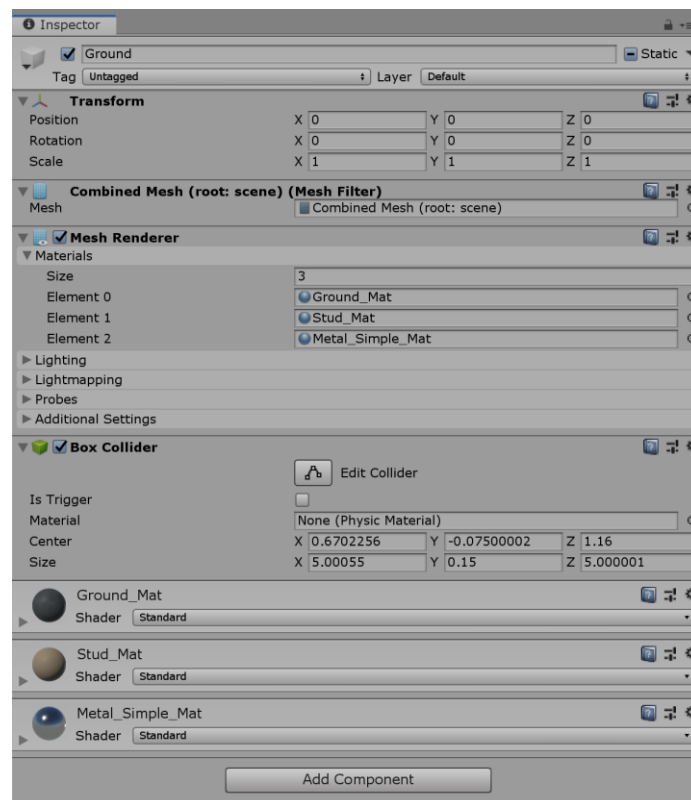 Inspector
Ground Static
Tag Untagged Layer Default
Transform
Position X 0 Y 0 Z 0
Rotation X 0 Y 0 Z 0
Scale X 1 Y 1 Z 1
Combined Mesh (root: scene) (Mesh Filter)
Mesh Combined Mesh (root: scene)
Mesh Renderer
Materials
Size 3
Element 0 Ground_Mat
Element 1 Stud_Mat
Element 2 Metal_Simple_Mat
Lighting
Lightmapping
Probes
Additional Settings
Box Collider
Edit Collider
Is Trigger
Material None (Physic Material)
Center X 0.6702256 Y -0.07500002 Z 1.16
Size X 5.00055 Y 0.15 Z 5.000001
Ground_Mat
Shader Standard
Stud_Mat
Shader Standard
Metal_Simple_Mat
Shader Standard
Add Component